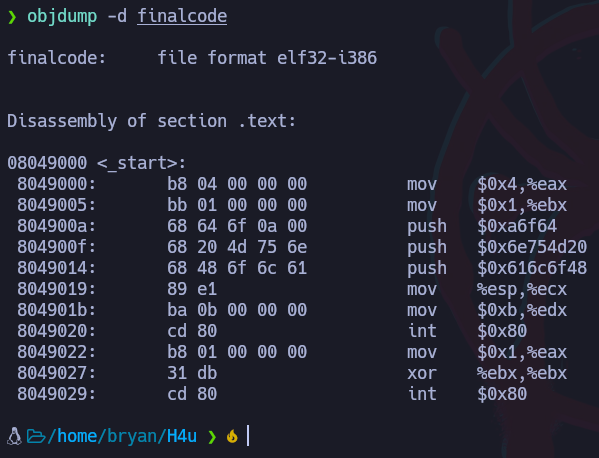 ❯ objdump -d finalcode
finalcode:     file format elf32-i386
Disassembly of section .text:
08049000 <_start>:
 8049000:       b8 04 00 00 00          mov    $0x4,%eax
 8049005:       bb 01 00 00 00          mov    $0x1,%ebx
 804900a:       68 64 6f 0a 00          push   $0xa6f64
 804900f:       68 20 4d 75 6e          push   $0x6e754d20
 8049014:       68 48 6f 6c 61          push   $0x616c6f48
 8049019:       89 e1                   mov    %esp,%ecx
 804901b:       ba 0b 00 00 00          mov    $0xb,%edx
 8049020:       cd 80                   int    $0x80
 8049022:       b8 01 00 00 00          mov    $0x1,%eax
 8049027:       31 db                   xor    %ebx,%ebx
 8049029:       cd 80                   int    $0x80
/home/bryan/H4u ❯